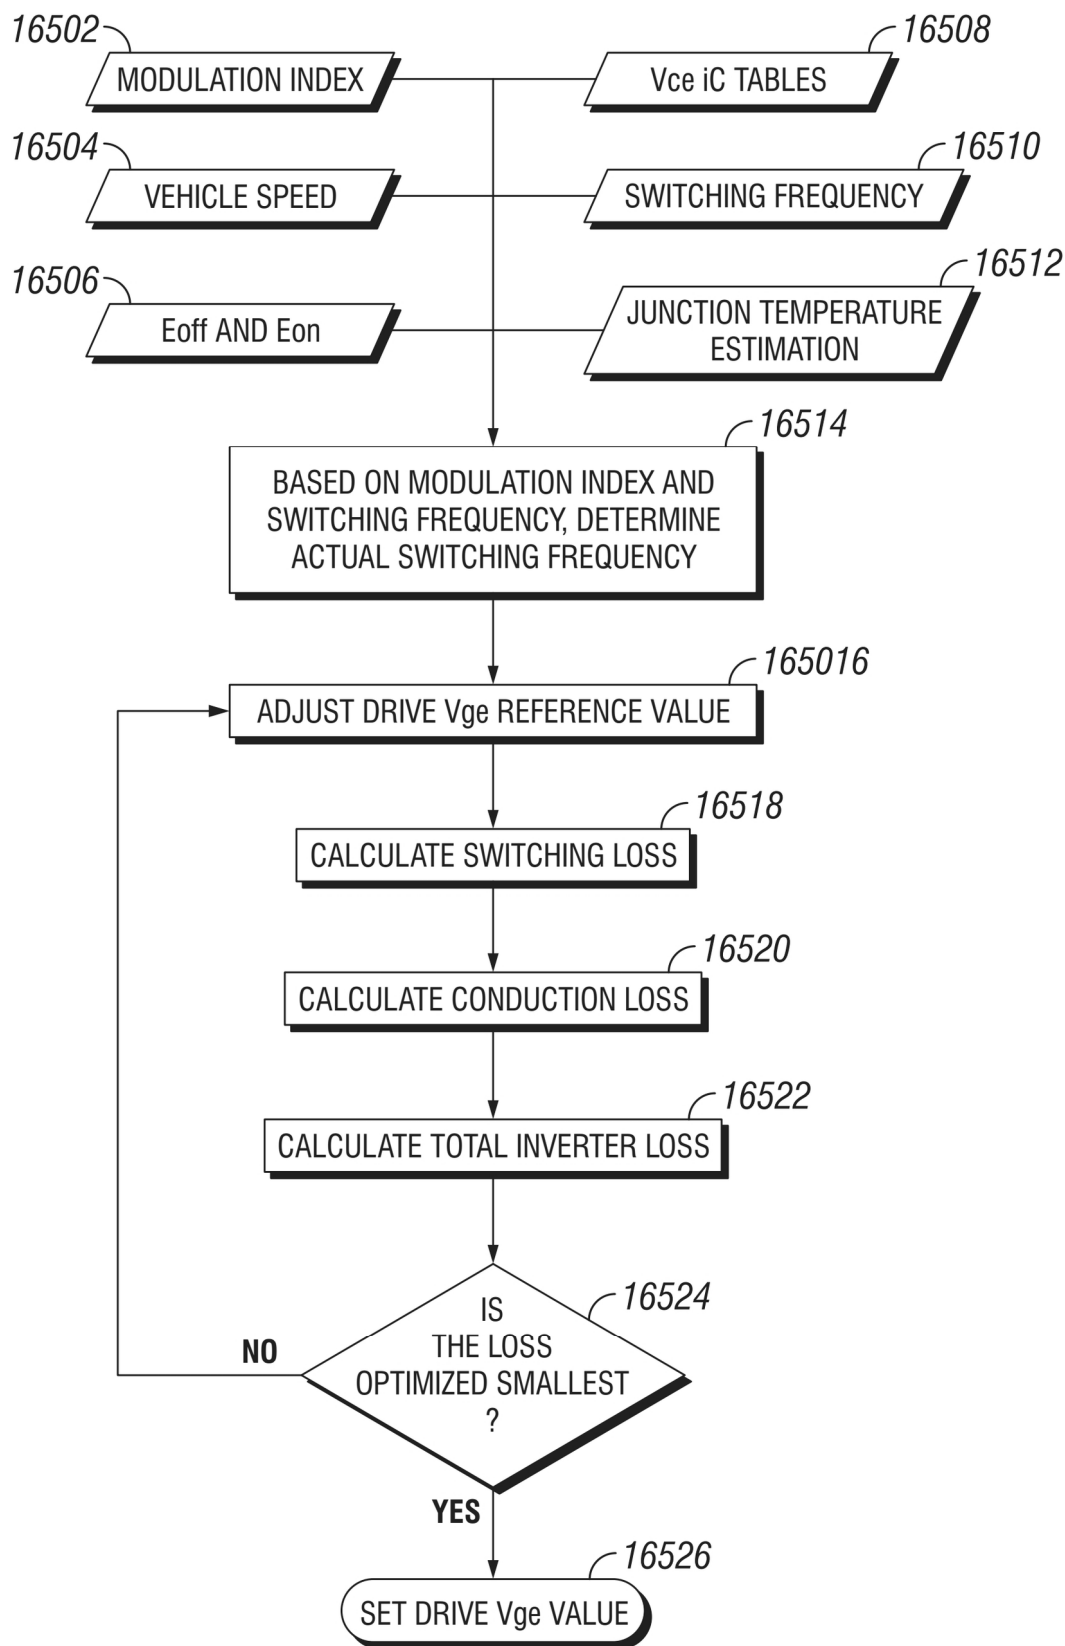 16502
MODULATION INDEX
16508
Vce iC TABLES
16504
VEHICLE SPEED
16510
SWITCHING FREQUENCY
16506
Eoff AND Eon
16512
JUNCTION TEMPERATURE
ESTIMATION
16514
BASED ON MODULATION INDEX AND
SWITCHING FREQUENCY, DETERMINE
ACTUAL SWITCHING FREQUENCY
165016
ADJUST DRIVE Vge REFERENCE VALUE
16518
CALCULATE SWITCHING LOSS
16520
CALCULATE CONDUCTION LOSS
16522
CALCULATE TOTAL INVERTER LOSS
16524
IS
THE LOSS
OPTIMIZED SMALLEST
?
NO
YES
16526
SET DRIVE Vge VALUE